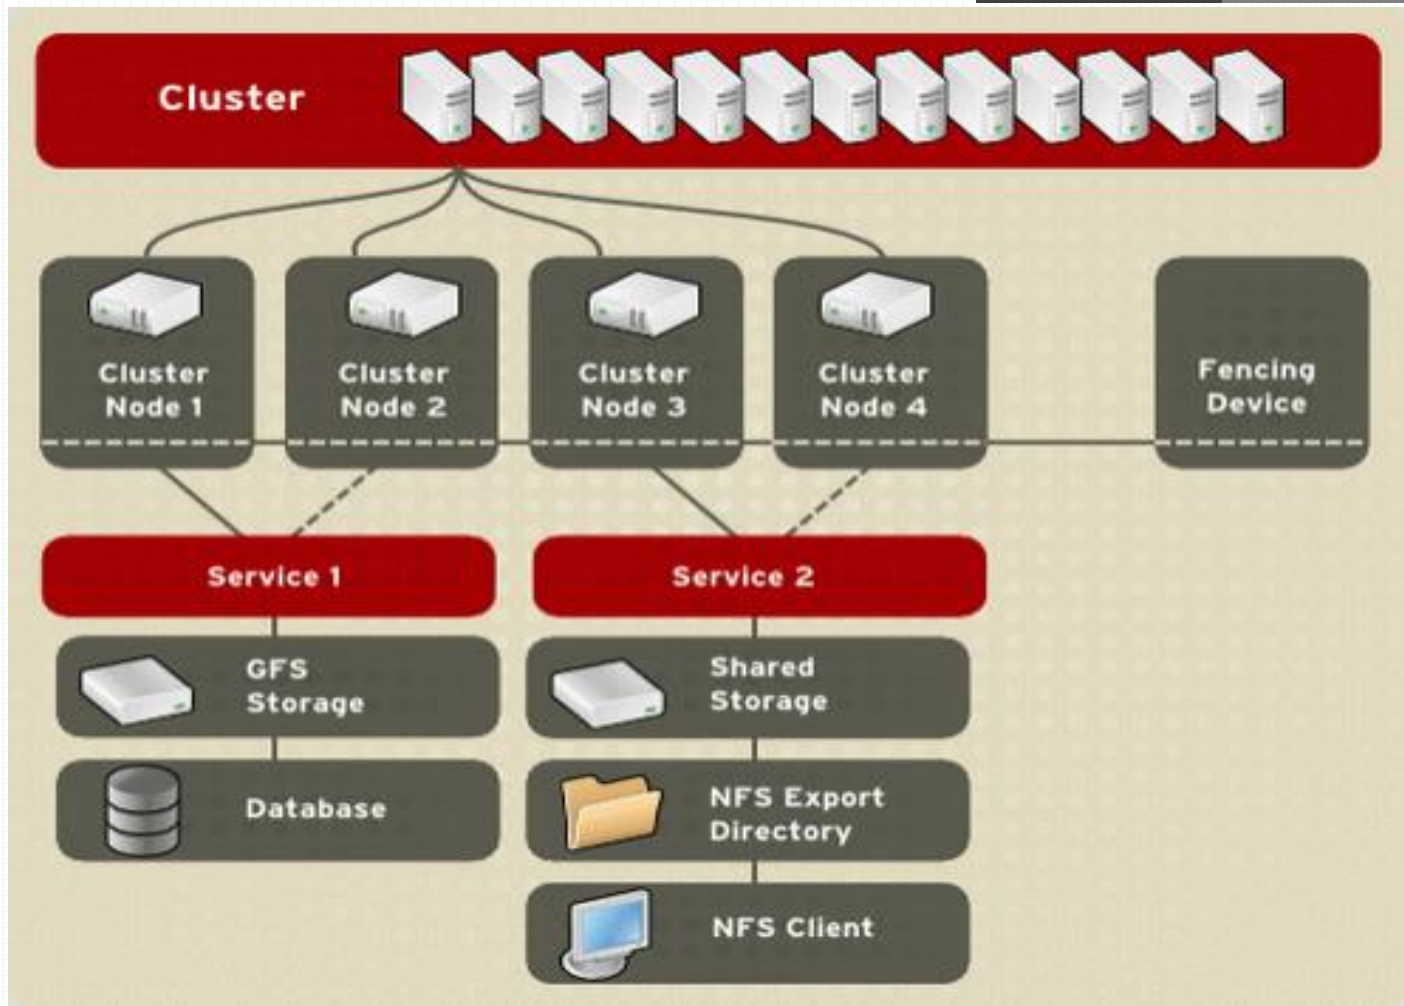 Cluster
Cluster
Node 1
Cluster
Node 2
Cluster
Node 3
Cluster
Node 4
Fencing
Device
Service 1
Service 2
GFS
Storage
Shared
Storage
Database
NFS Export
Directory
NFS Client